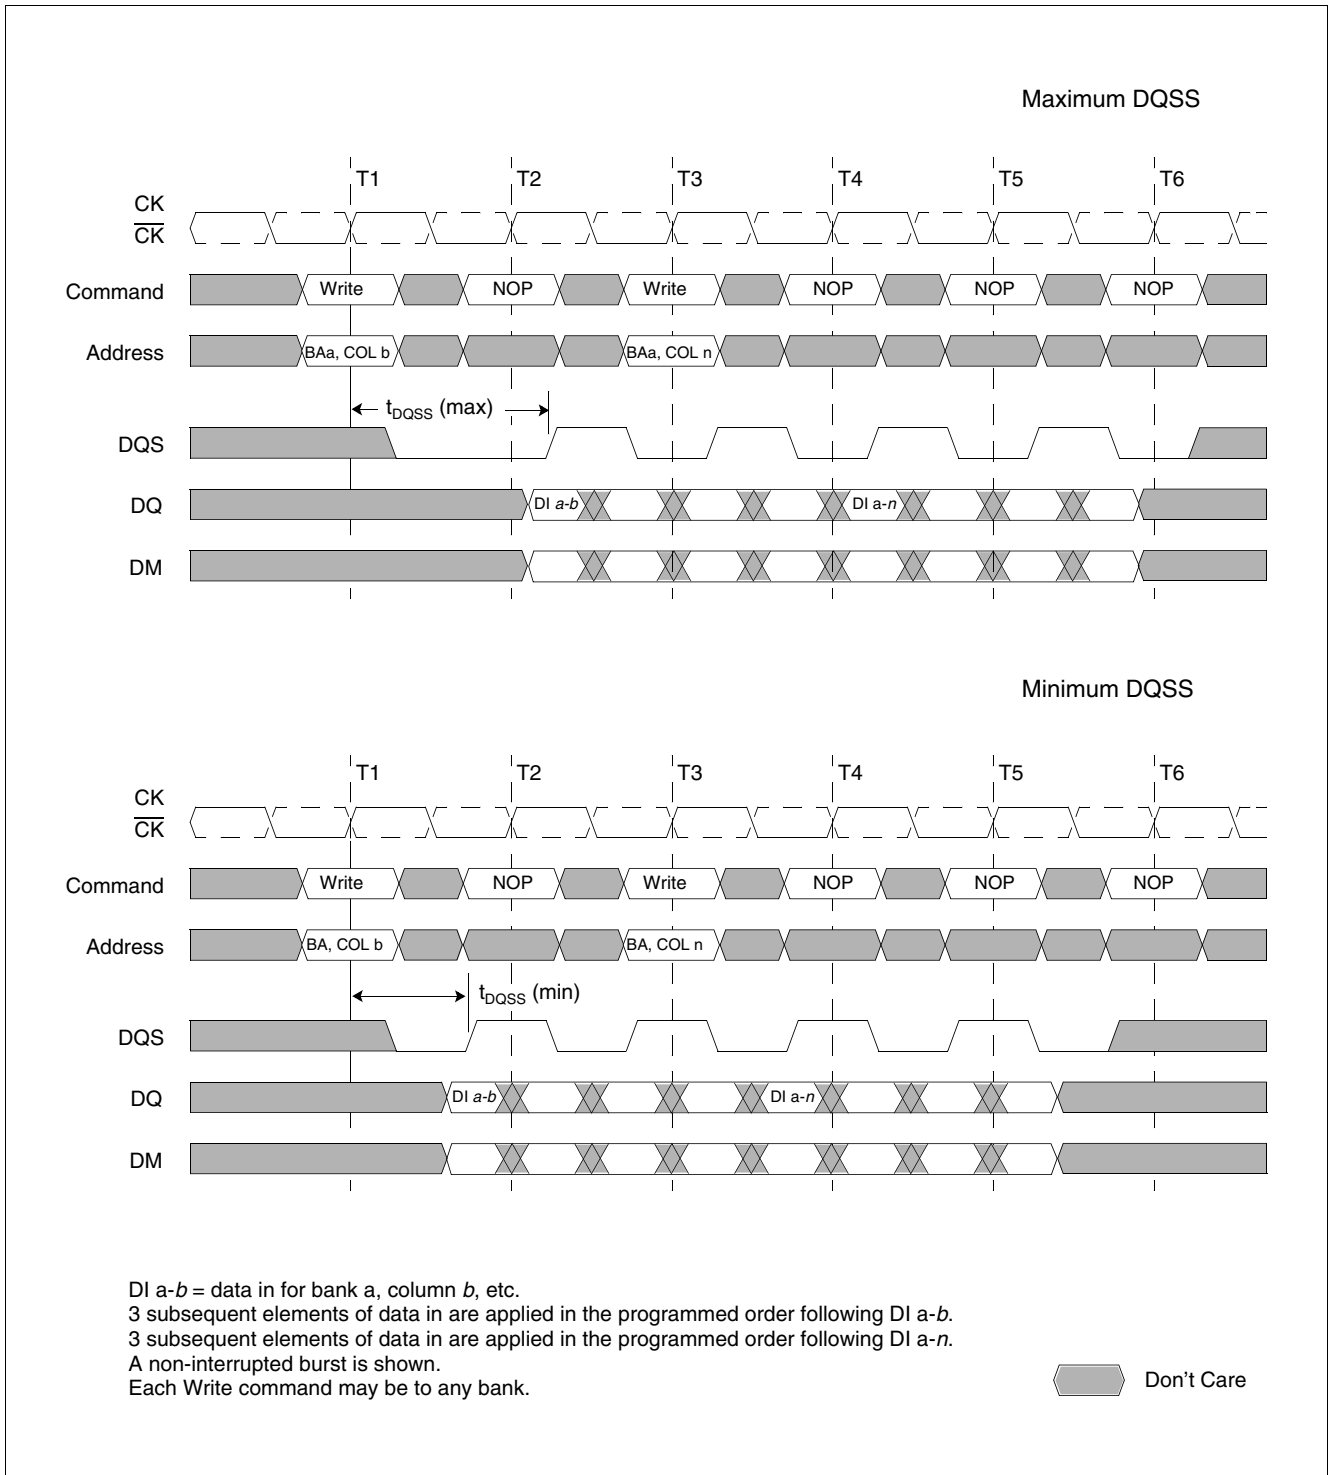 Maximum DQSS
T1 T2 T3 T4 T5 T6
CK
CK
Command Write NOP Write NOP NOP NOP
Address BAa, COL b BAa, COL n
tDQSS (max)
DQS
DQ DI a-b DI a-n
DM
Minimum DQSS
T1 T2 T3 T4 T5 T6
CK
CK
Command Write NOP Write NOP NOP NOP
Address BA, COL b BA, COL n
tDQSS (min)
DQS
DQ DI a-b DI a-n
DM
DI a-b = data in for bank a, column b, etc.
3 subsequent elements of data in are applied in the programmed order following DI a-b.
3 subsequent elements of data in are applied in the programmed order following DI a-n.
A non-interrupted burst is shown.
Each Write command may be to any bank.
Don't Care